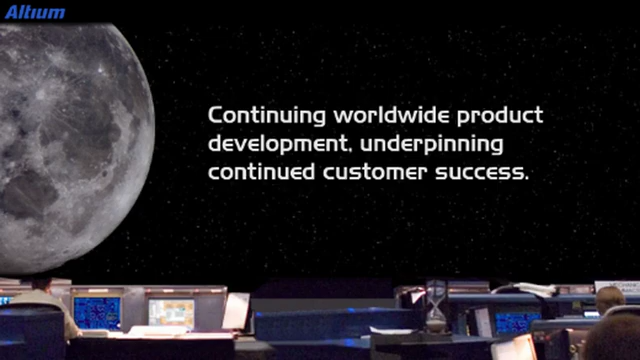 Altium
Continuing worldwide product
development, underpinning
continued customer success.